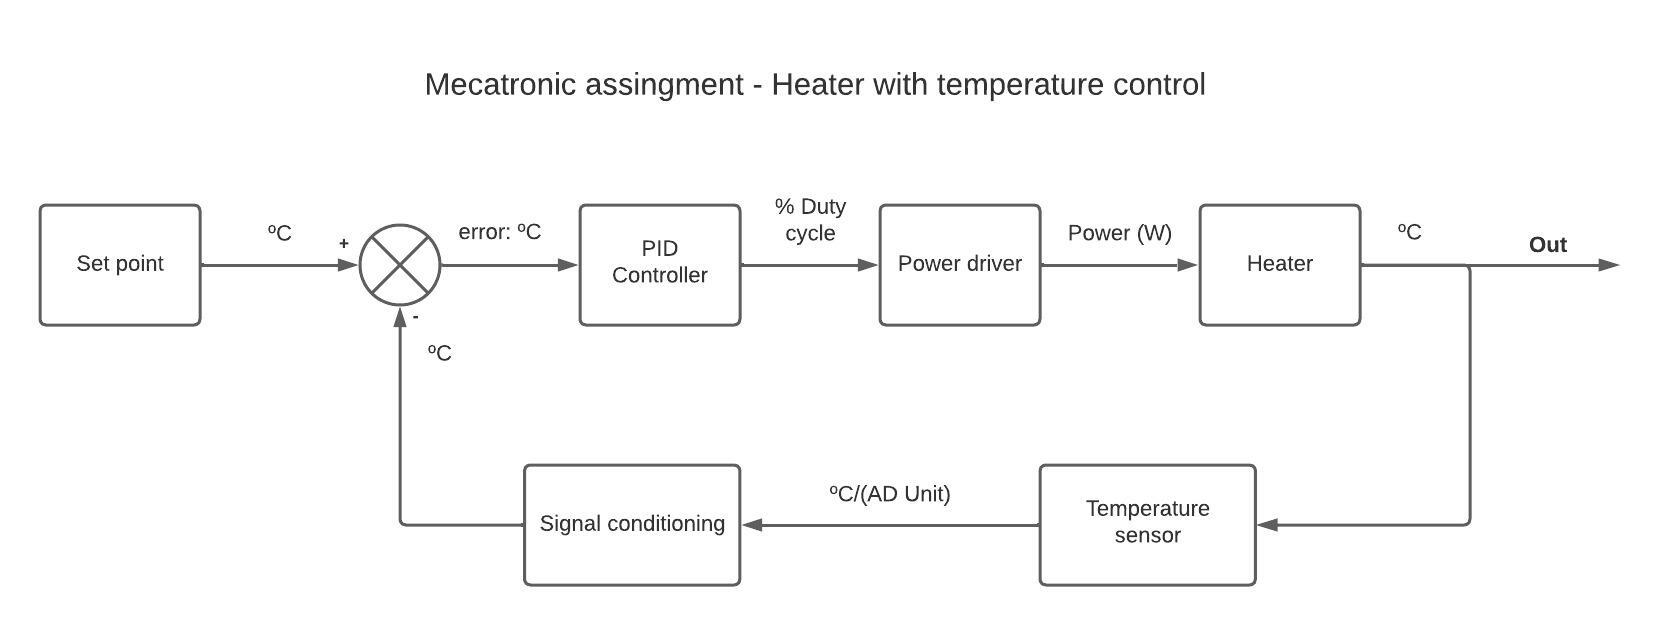 Mecatronic assingment - Heater with temperature control
Set point
ºC
+
-
ºC
error: ºC
PID
Controller
% Duty
cycle
Power driver
Power (W)
Heater
ºC
Out
Signal conditioning
ºC/(AD Unit)
Temperature
sensor